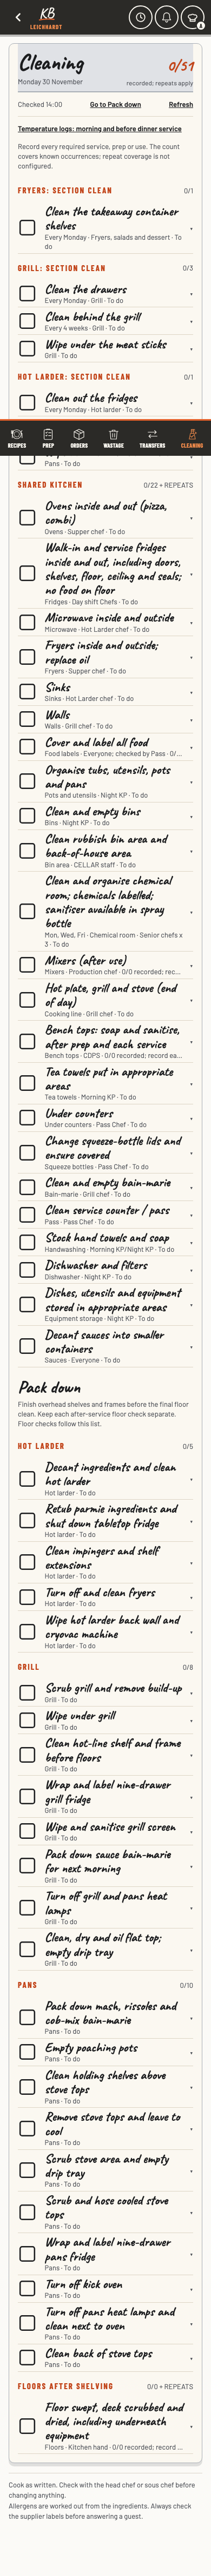 KB
LEICHHARDT
Cleaning
0/51
Monday 30 November
recorded; repeats apply
Checked 14:00
Go to Pack down
Refresh
Temperature logs: morning and before dinner service
Record every required service, prep or use. The count
covers known occurrences; repeat coverage is not
configured.
FRYERS: SECTION CLEAN
0/1
Clean the takeaway container
shelves
Every Monday · Fryers, salads and dessert · To
do
GRILL: SECTION CLEAN
0/3
Clean the drawers
Every Monday · Grill · To do
Clean behind the grill
Every 4 weeks · Grill · To do
Wipe under the meat sticks
Grill · To do
HOT LARDER: SECTION CLEAN
0/1
Clean out the fridges
Every Monday · Hot larder · To do
RECIPES
PREP
ORDERS
WASTAGE
TRANSFERS
CLEANING
Pans · To do
SHARED KITCHEN
0/22 + REPEATS
Ovens inside and out (pizza,
combi)
Ovens · Supper chef · To do
Walk-in and service fridges
inside and out, including doors,
shelves, floor, ceiling and seals;
no food on floor
Fridges · Day shift Chefs · To do
Microwave inside and outside
Microwave · Hot Larder chef · To do
Fryers inside and outside;
replace oil
Fryers · Supper chef · To do
Sinks
Sinks · Hot Larder chef · To do
Walls
Walls · Grill chef · To do
Cover and label all food
Food labels · Everyone; checked by Pass · 0/...
Organise tubs, utensils, pots
and pans
Pots and utensils · Night KP · To do
Clean and empty bins
Bins · Night KP · To do
Clean rubbish bin area and
back-of-house area
Bin area · CELLAR staff · To do
Clean and organise chemical
room; chemicals labelled;
sanitiser available in spray
bottle
Mon, Wed, Fri · Chemical room · Senior chefs x
3 · To do
Mixers (after use)
Mixers · Production chef · 0/0 recorded; rec...
Hot plate, grill and stove (end
of day)
Cooking line · Grill chef · To do
Bench tops: soap and sanitise,
after prep and each service
Bench tops · CDPS · 0/0 recorded; record ea...
Tea towels put in appropriate
areas
Tea towels · Morning KP · To do
Under counters
Under counters · Pass Chef · To do
Change squeeze-bottle lids and
ensure covered
Squeeze bottles · Pass Chef · To do
Clean and empty bain-marie
Bain-marie · Grill chef · To do
Clean service counter / pass
Pass · Pass Chef · To do
Stock hand towels and soap
Handwashing · Morning KP/Night KP · To do
Dishwasher and filters
Dishwasher · Night KP · To do
Dishes, utensils and equipment
stored in appropriate areas
Equipment storage · Night KP · To do
Decant sauces into smaller
containers
Sauces · Everyone · To do
Pack down
Finish overhead shelves and frames before the final floor
clean. Keep each after-service floor check separate.
Floor checks follow this list.
HOT LARDER
0/5
Decant ingredients and clean
hot larder
Hot larder · To do
Retub parmie ingredients and
shut down tabletop fridge
Hot larder · To do
Clean impingers and shelf
extensions
Hot larder · To do
Turn off and clean fryers
Hot larder · To do
Wipe hot larder back wall and
cryovac machine
Hot larder · To do
GRILL
0/8
Scrub grill and remove build-up
Grill · To do
Wipe under grill
Grill · To do
Clean hot-line shelf and frame
before floors
Grill · To do
Wrap and label nine-drawer
grill fridge
Grill · To do
Wipe and sanitise grill screen
Grill · To do
Pack down sauce bain-marie
for next morning
Grill · To do
Turn off grill and pans heat
lamps
Grill · To do
Clean, dry and oil flat top;
empty drip tray
Grill · To do
PANS
0/10
Pack down mash, rissoles and
cob-mix bain-marie
Pans · To do
Empty poaching pots
Pans · To do
Clean holding shelves above
stove tops
Pans · To do
Remove stove tops and leave to
cool
Pans · To do
Scrub stove area and empty
drip tray
Pans · To do
Scrub and hose cooled stove
tops
Pans · To do
Wrap and label nine-drawer
pans fridge
Pans · To do
Turn off kick oven
Pans · To do
Turn off pans heat lamps and
clean next to oven
Pans · To do
Clean back of stove tops
Pans · To do
FLOORS AFTER SHELVING
0/0 + REPEATS
Floor swept, deck scrubbed and
dried, including underneath
equipment
Floors · Kitchen hand · 0/0 recorded; record ...
Cook as written. Check with the head chef or sous chef before
changing anything.
Allergens are worked out from the ingredients. Always check
the supplier labels before answering a guest.